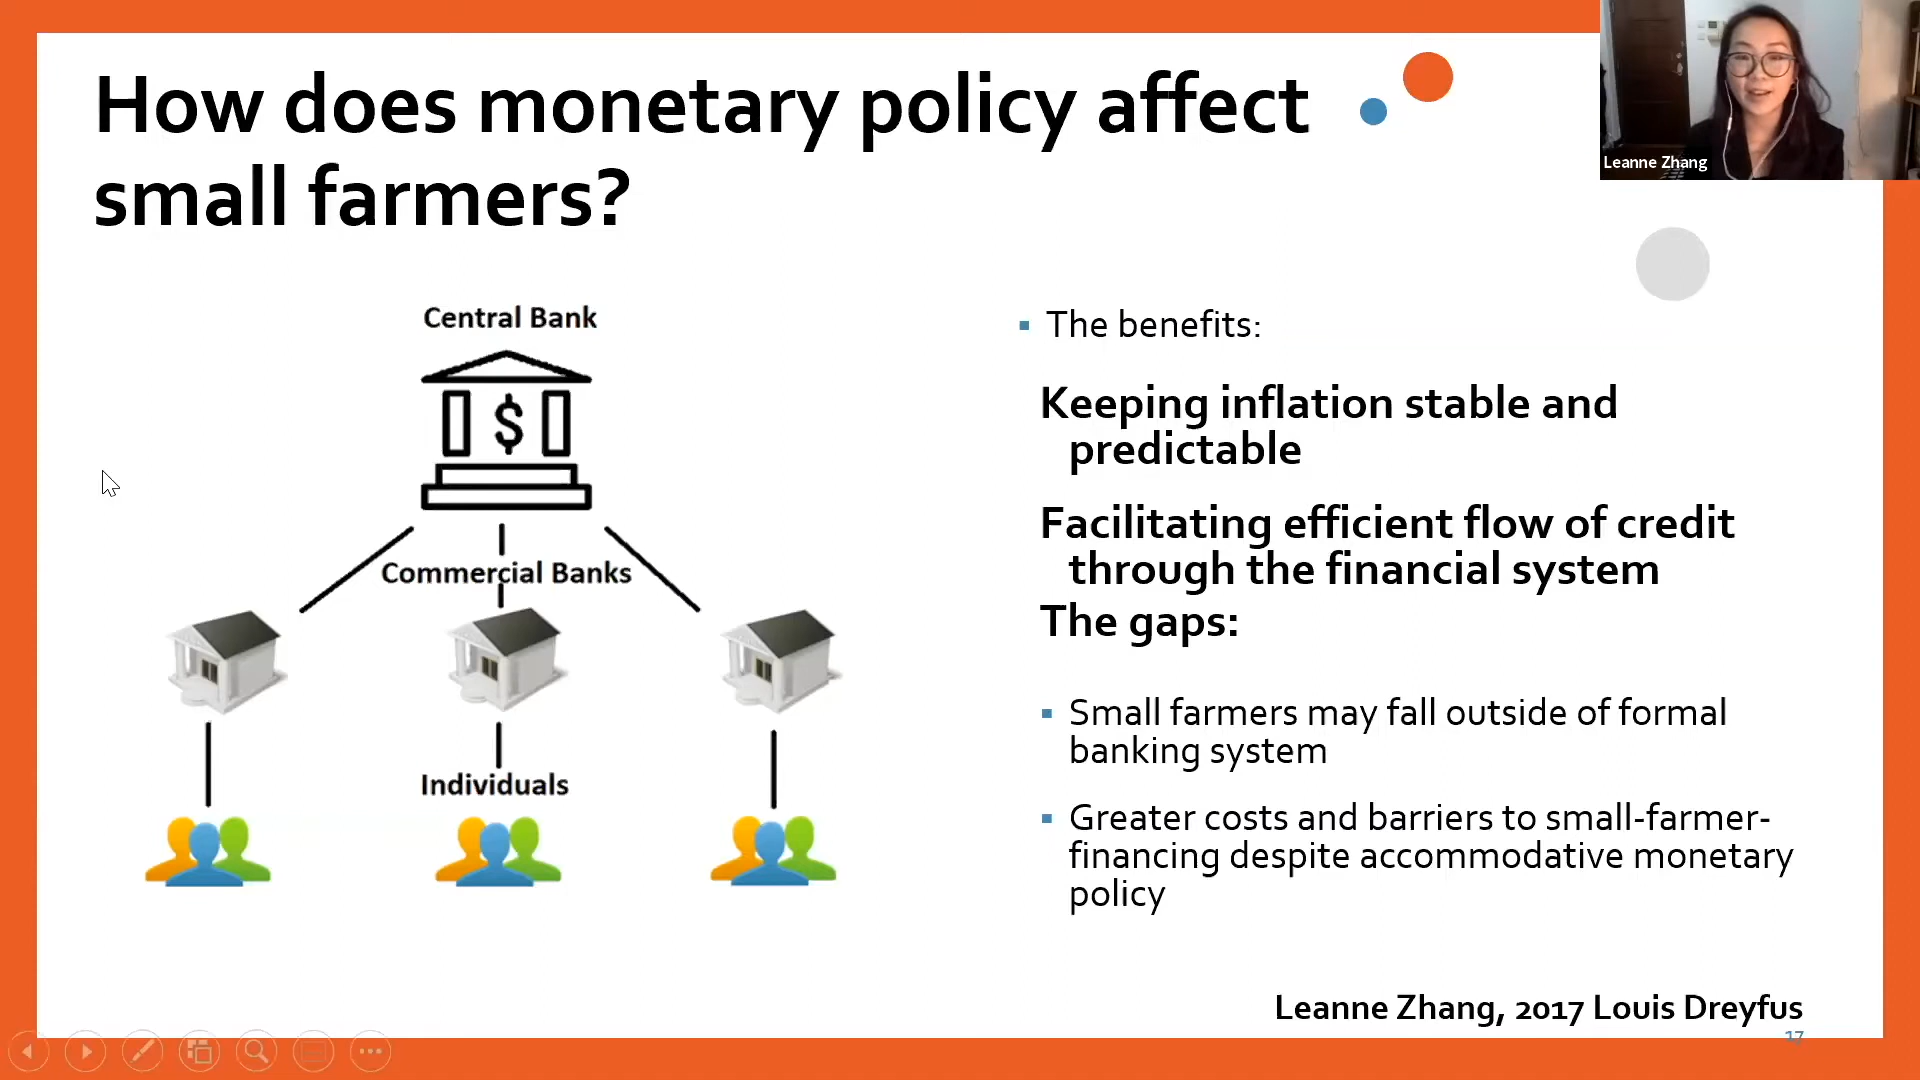 How does monetary policy affect
small farmers?
Leanne Zhang
Central Bank
$
Commercial Banks
Individuals
The benefits:
Keeping inflation stable and
predictable
Facilitating efficient flow of credit
through the financial system
The gaps:
Small farmers may fall outside of formal
banking system
Greater costs and barriers to small-farmer-
financing despite accommodative monetary
policy
Leanne Zhang, 2017 Louis Dreyfus
17